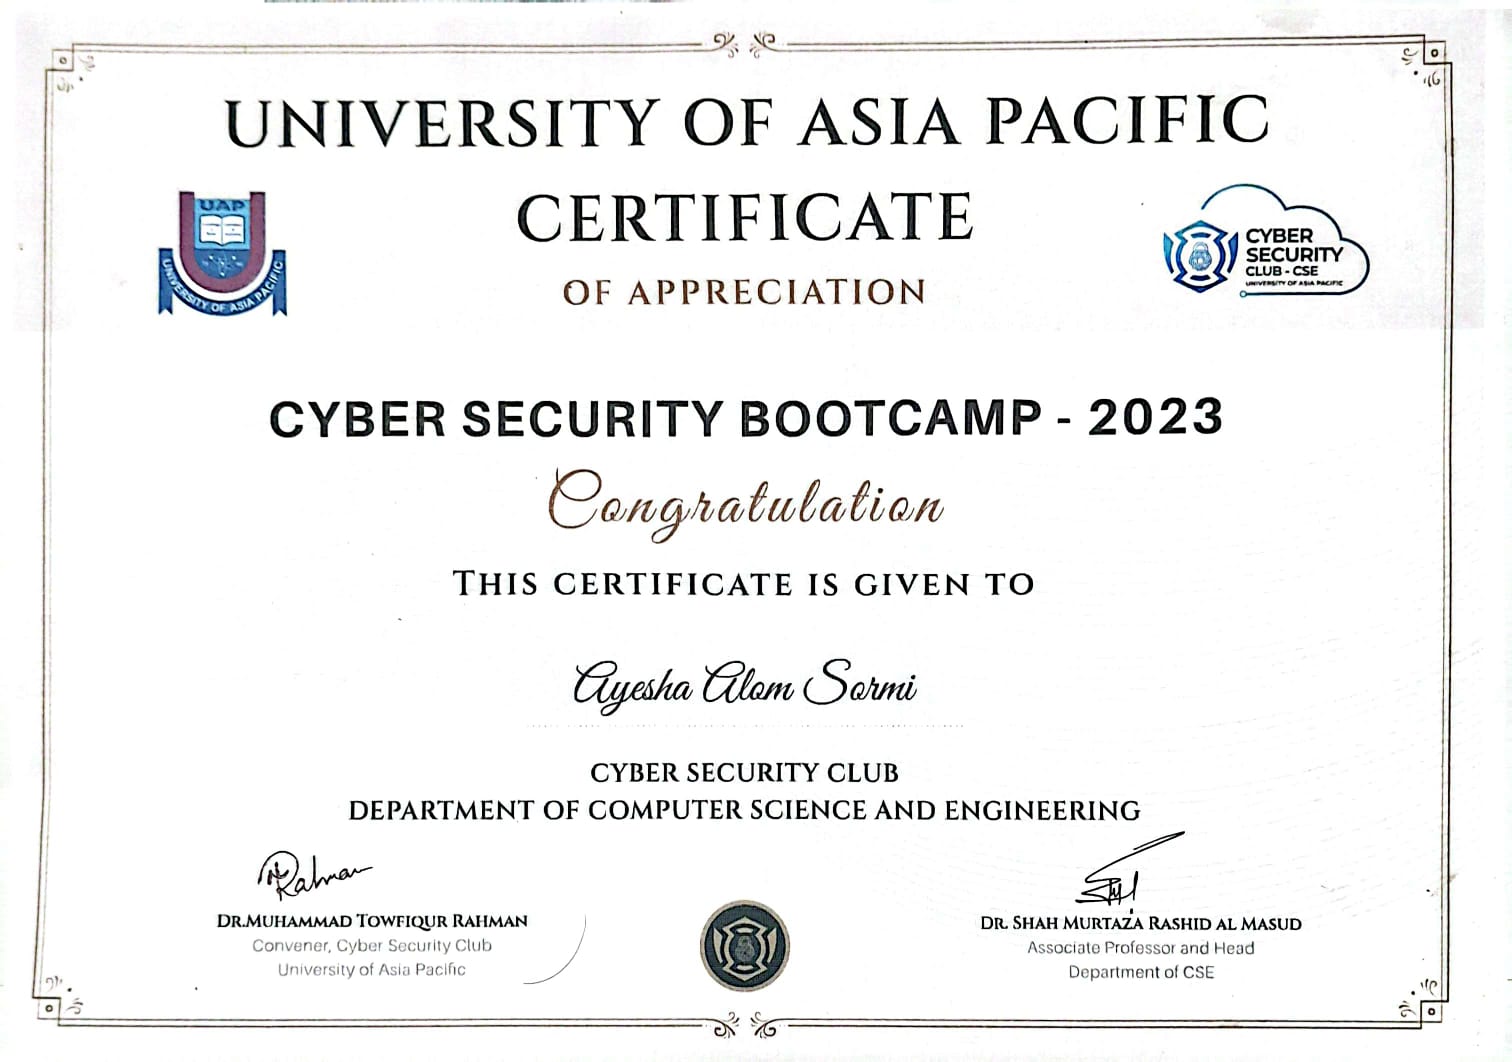 UNIVERSITY OF ASIA PACIFIC
CERTIFICATE
OF APPRECIATION
UAP
UNIVERSITY OF ASIA PACIFIC
CYBER
SECURITY
CLUB - CSE
UNIVERSITY OF ASIA PACIFIC
CYBER SECURITY BOOTCAMP - 2023
Congratulation
THIS CERTIFICATE IS GIVEN TO
Ayesha Alom Sormi
CYBER SECURITY CLUB
DEPARTMENT OF COMPUTER SCIENCE AND ENGINEERING
Rahman
DR.MUHAMMAD TOWFIQUR RAHMAN
Convener, Cyber Security Club
University of Asia Pacific
DR. SHAH MURTAZA RASHID AL MASUD
Associate Professor and Head
Department of CSE